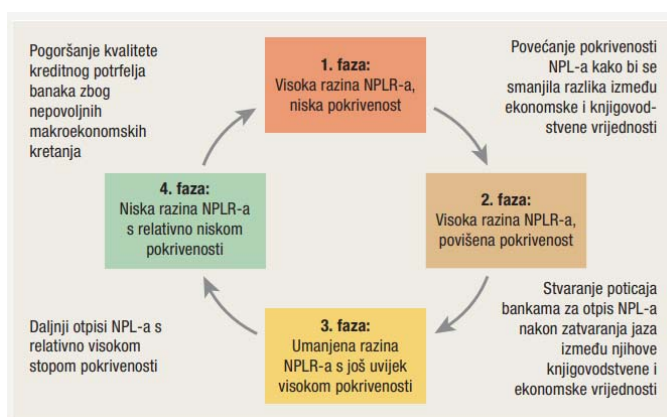 Pogoršanje kvalitete
kreditnog potrfelja
banaka zbog
nepovoljnih
makroekonomskih
kretanja
1. faza:
Visoka razina NPLR-a,
niska pokrivenost
Povećanje pokrivenosti
NPL-a kako bi se
smanjila razlika između
ekonomske i knjigovod-
stvene vrijednosti
4. faza:
Niska razina NPLR-a
s relativno niskom
pokrivenosti
2. faza:
Visoka razina NPLR-a,
povišena pokrivenost
Daljnji otpisi NPL-a s
relativno visokom
stopom pokrivenosti
3. faza:
Umanjena razina
NPLR-a s još uvijek
visokom pokrivenosti
Stvaranje poticaja
bankama za otpis NPL-a
nakon zatvaranja jaza
između njihove
knjigovodstvene i
ekonomske vrijednosti